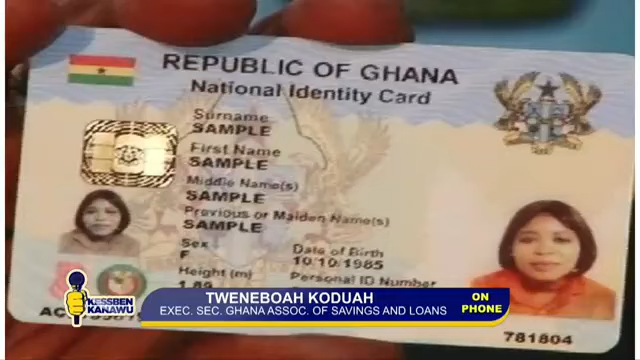 REPUBLIC OF GHANA
National Identity Card
Surname
SAMPLE
First Name
SAMPLE
Middle Name(s)
SAMPLE
Previous or Maiden Name(s)
SAMPLE
Sex
F
Date of Birth
10/10/1985
Height (m)
Personal ID Number
781804
KESSBEN
KANAWU
TWENEBOAH KODUAH
EXEC. SEC. GHANA ASSOC. OF SAVINGS AND LOANS
ON
PHONE